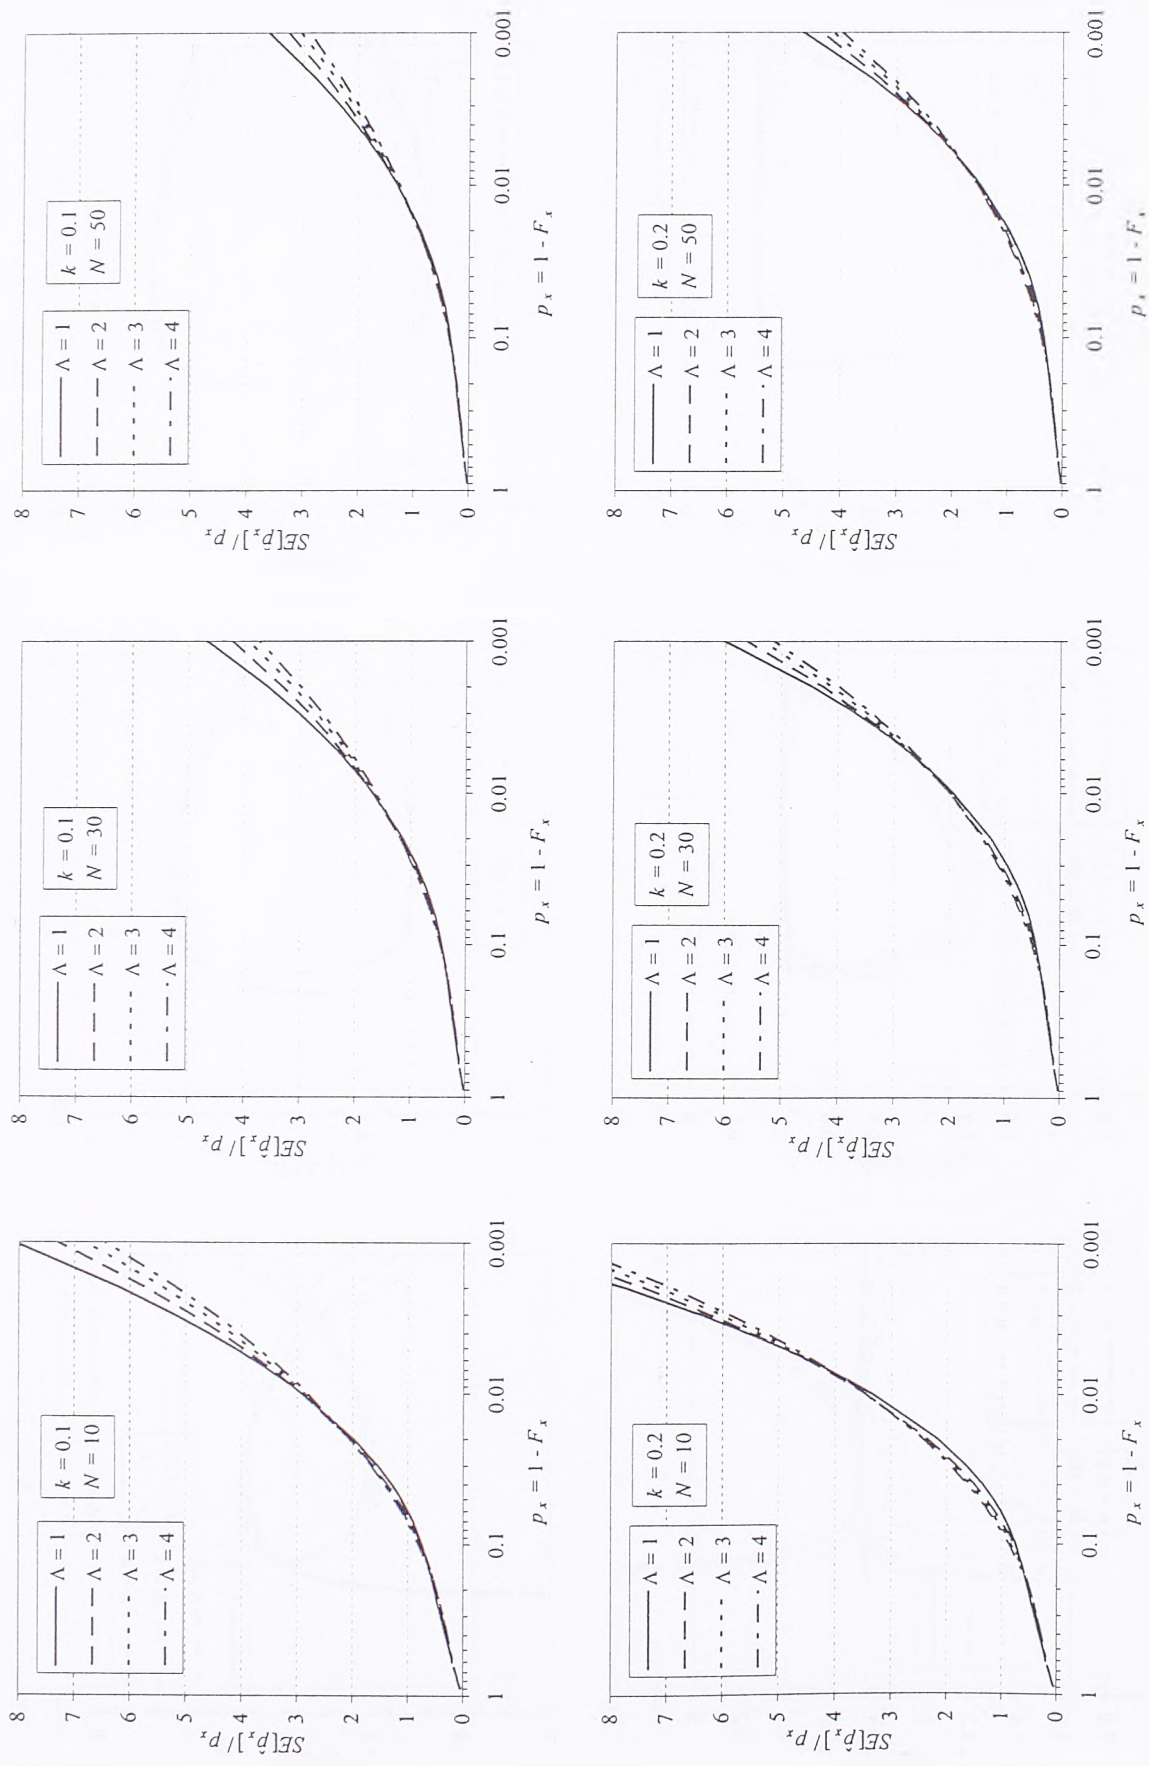 SE[p̂x] / px
8
7
6
5
4
3
2
1
0
Λ = 1
Λ = 2
Λ = 3
Λ = 4
k = 0.1
N = 10
1 0.1 0.01 0.001
px = 1 - Fx
SE[p̂x] / px
8
7
6
5
4
3
2
1
0
Λ = 1
Λ = 2
Λ = 3
Λ = 4
k = 0.1
N = 30
1 0.1 0.01 0.001
px = 1 - Fx
SE[p̂x] / px
8
7
6
5
4
3
2
1
0
Λ = 1
Λ = 2
Λ = 3
Λ = 4
k = 0.1
N = 50
1 0.1 0.01 0.001
px = 1 - Fx
SE[p̂x] / px
8
7
6
5
4
3
2
1
0
Λ = 1
Λ = 2
Λ = 3
Λ = 4
k = 0.2
N = 10
1 0.1 0.01 0.001
px = 1 - Fx
SE[p̂x] / px
8
7
6
5
4
3
2
1
0
Λ = 1
Λ = 2
Λ = 3
Λ = 4
k = 0.2
N = 30
1 0.1 0.01 0.001
px = 1 - Fx
SE[p̂x] / px
8
7
6
5
4
3
2
1
0
Λ = 1
Λ = 2
Λ = 3
Λ = 4
k = 0.2
N = 50
1 0.1 0.01 0.001
px = 1 - Fx